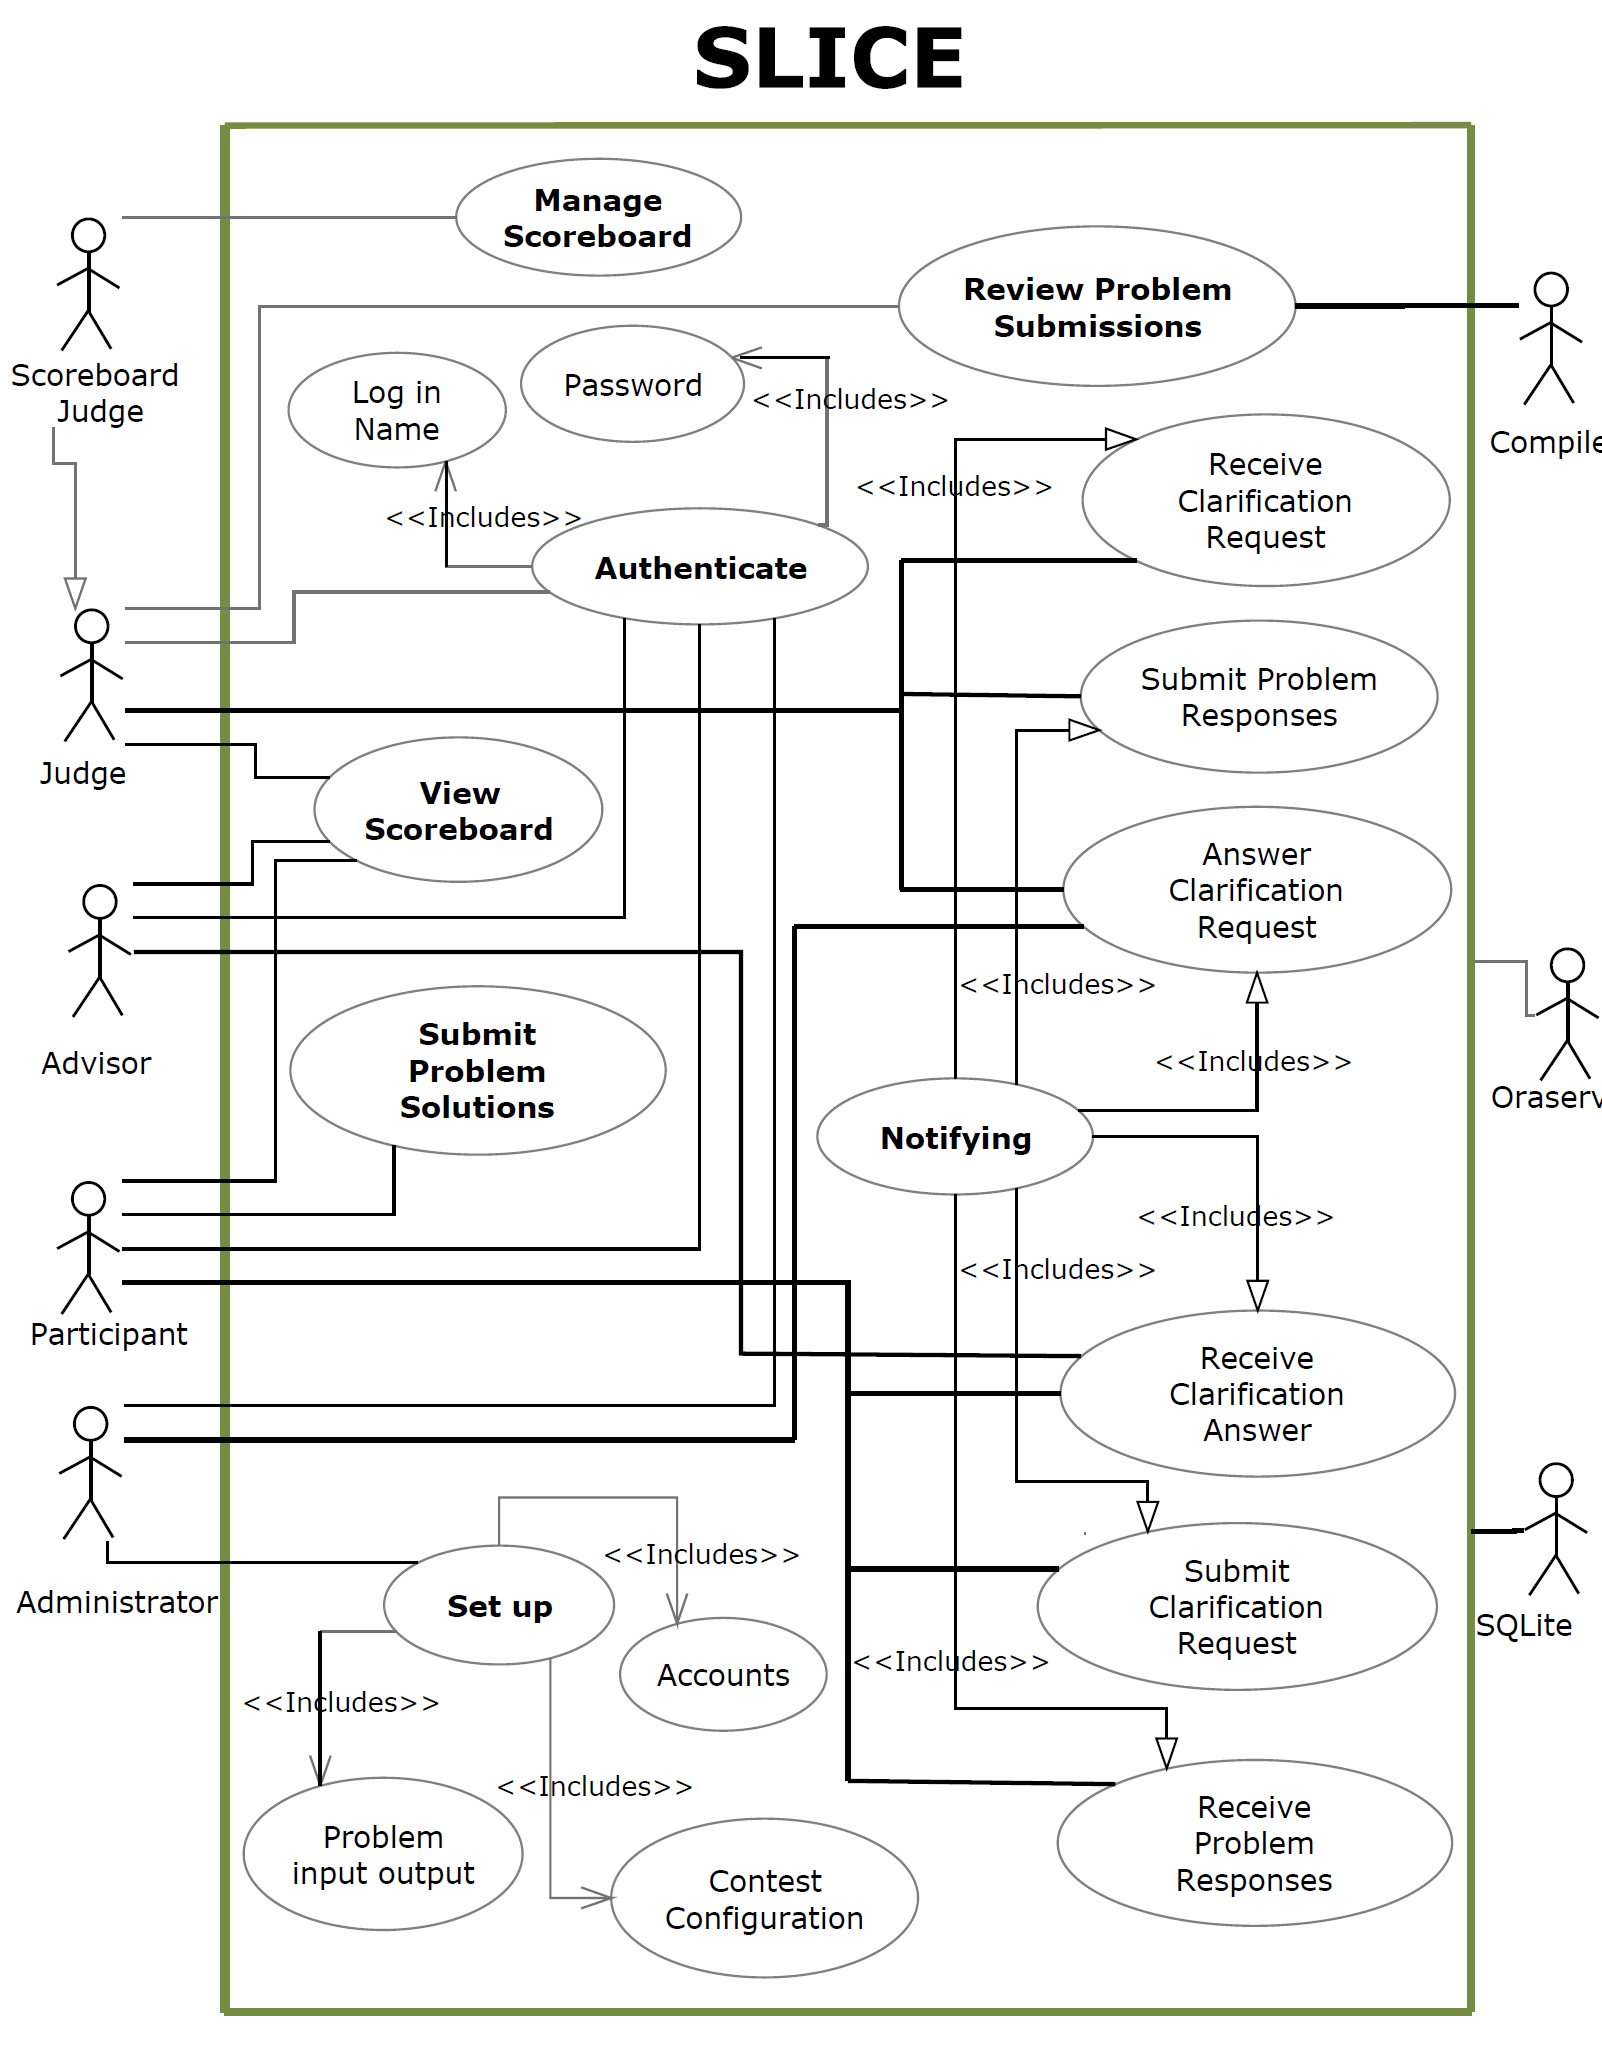 SLICE
Manage
Scoreboard
Review Problem
Submissions
Scoreboard
Judge
Log in
Name
Password
<<Includes>>
Compile
<<Includes>>
Receive
Clarification
Request
<<Includes>>
Authenticate
Submit Problem
Responses
Judge
View
Scoreboard
Answer
Clarification
Request
<<Includes>>
Advisor
Submit
Problem
Solutions
<<Includes>>
Oraserv
Notifying
<<Includes>>
<<Includes>>
Participant
Receive
Clarification
Answer
<<Includes>>
Administrator
Set up
Submit
Clarification
Request
SQLite
Accounts
<<Includes>>
<<Includes>>
<<Includes>>
Problem
input output
Contest
Configuration
Receive
Problem
Responses